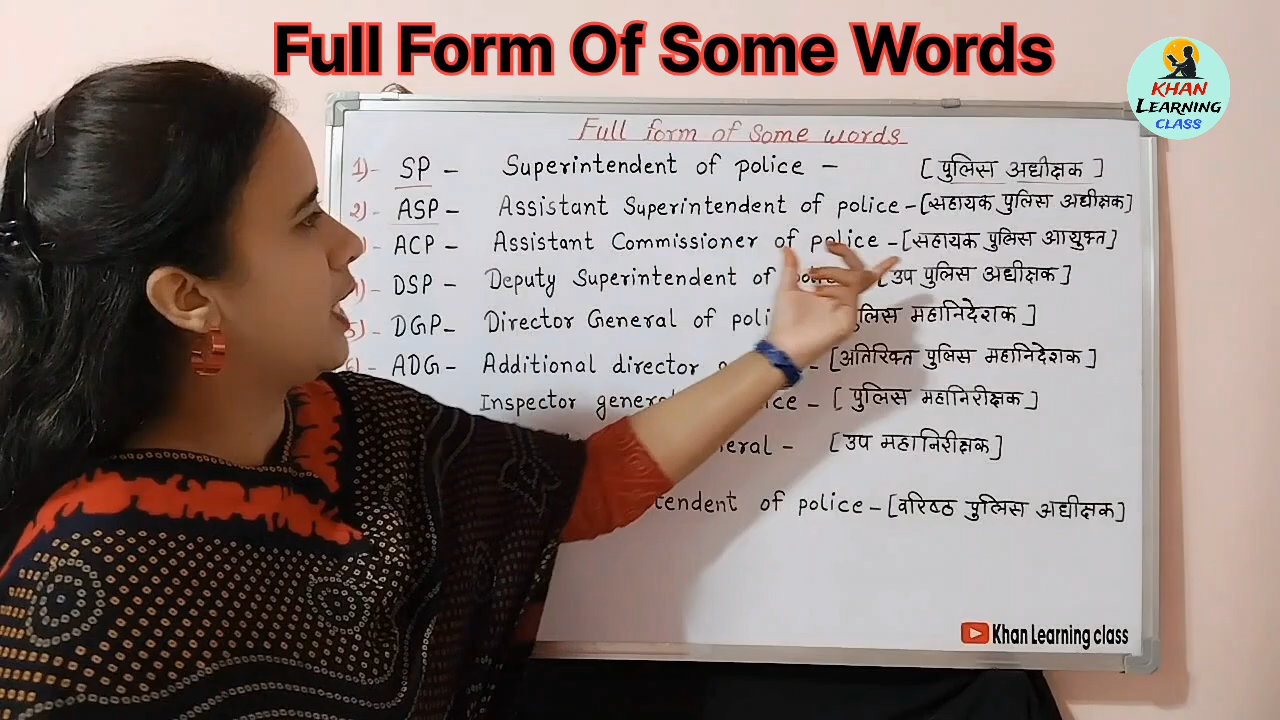 Full Form Of Some Words
KHAN
LEARNING
CLASS
Full form of some words
1)- SP - Superintendent of police - [पुलिस अधीक्षक]
2)- ASP - Assistant Superintendent of police - [सहायक पुलिस अधीक्षक]
ACP - Assistant Commissioner of police - [सहायक पुलिस आयुक्त]
DSP - Deputy Superintendent of [उप पुलिस अधीक्षक]
5)- DGP - Director General of महानिदेशक]
6)- ADG - Additional director - [अतिरिक्त पुलिस महानिदेशक]
Inspector - [पुलिस महानिरीक्षक]
- [उप महानिरीक्षक]
of police - [वरिष्ठ पुलिस अधीक्षक]
Khan Learning class